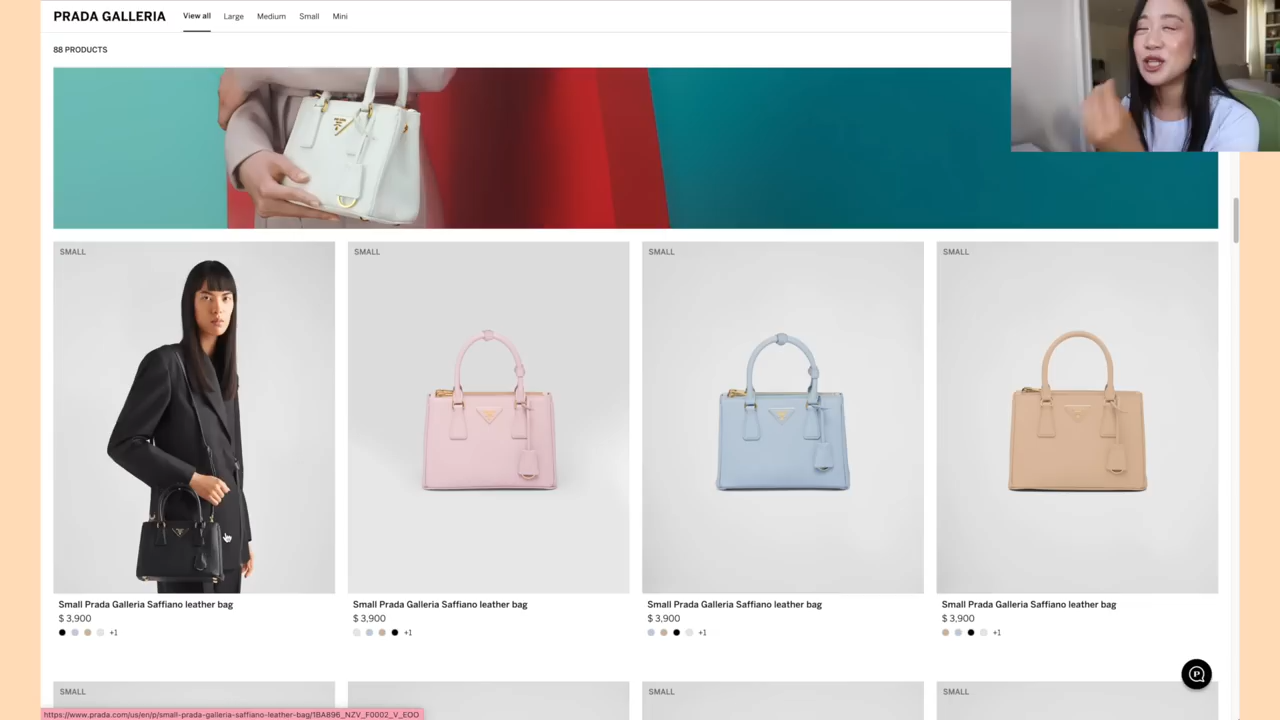 PRADA GALLERIA
View all
Large
Medium
Small
Mini
88 PRODUCTS
SMALL
SMALL
SMALL
SMALL
Small Prada Galleria Saffiano leather bag
$ 3,900
+1
Small Prada Galleria Saffiano leather bag
$ 3,900
+1
Small Prada Galleria Saffiano leather bag
$ 3,900
+1
Small Prada Galleria Saffiano leather bag
$ 3,900
+1
SMALL
SMALL
SMALL
SMALL
https://www.prada.com/us/en/p/small-prada-galleria-saffiano-leather-bag/1BA896_NZV_F0002_V_EOO